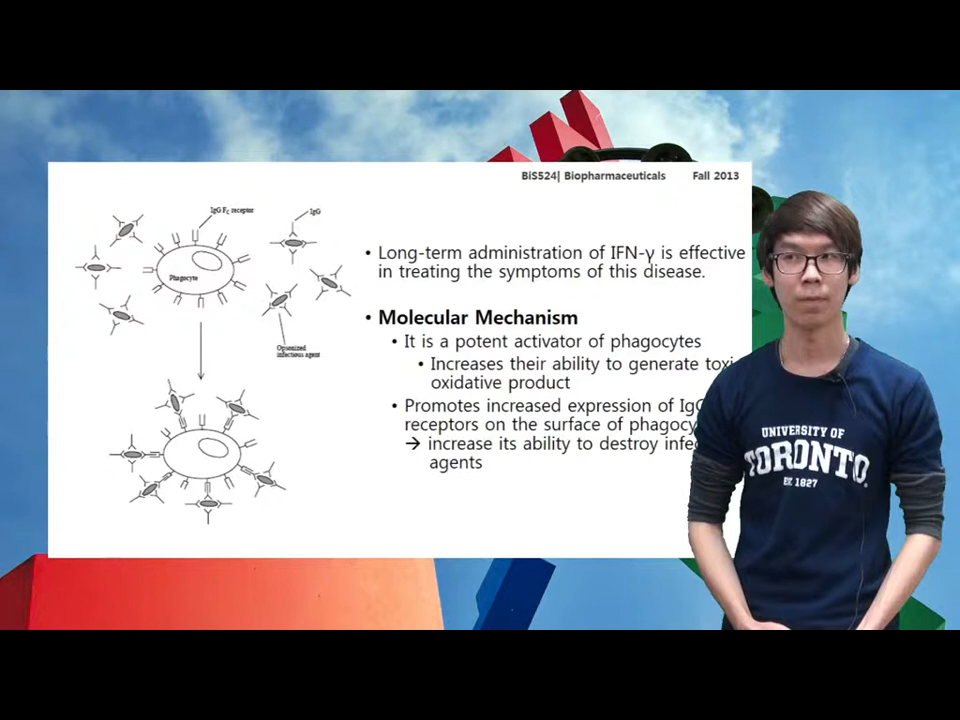 BiS524| Biopharmaceuticals Fall 2013
IgG FC receptor
IgG
Phagocyte
Opsonized
infectious agent
• Long-term administration of IFN-γ is effective
in treating the symptoms of this disease.
• Molecular Mechanism
• It is a potent activator of phagocytes
• Increases their ability to generate toxi
oxidative product
• Promotes increased expression of IgG
receptors on the surface of phagocy
→ increase its ability to destroy infec
agents
UNIVERSITY OF
TORONTO
EST. 1827